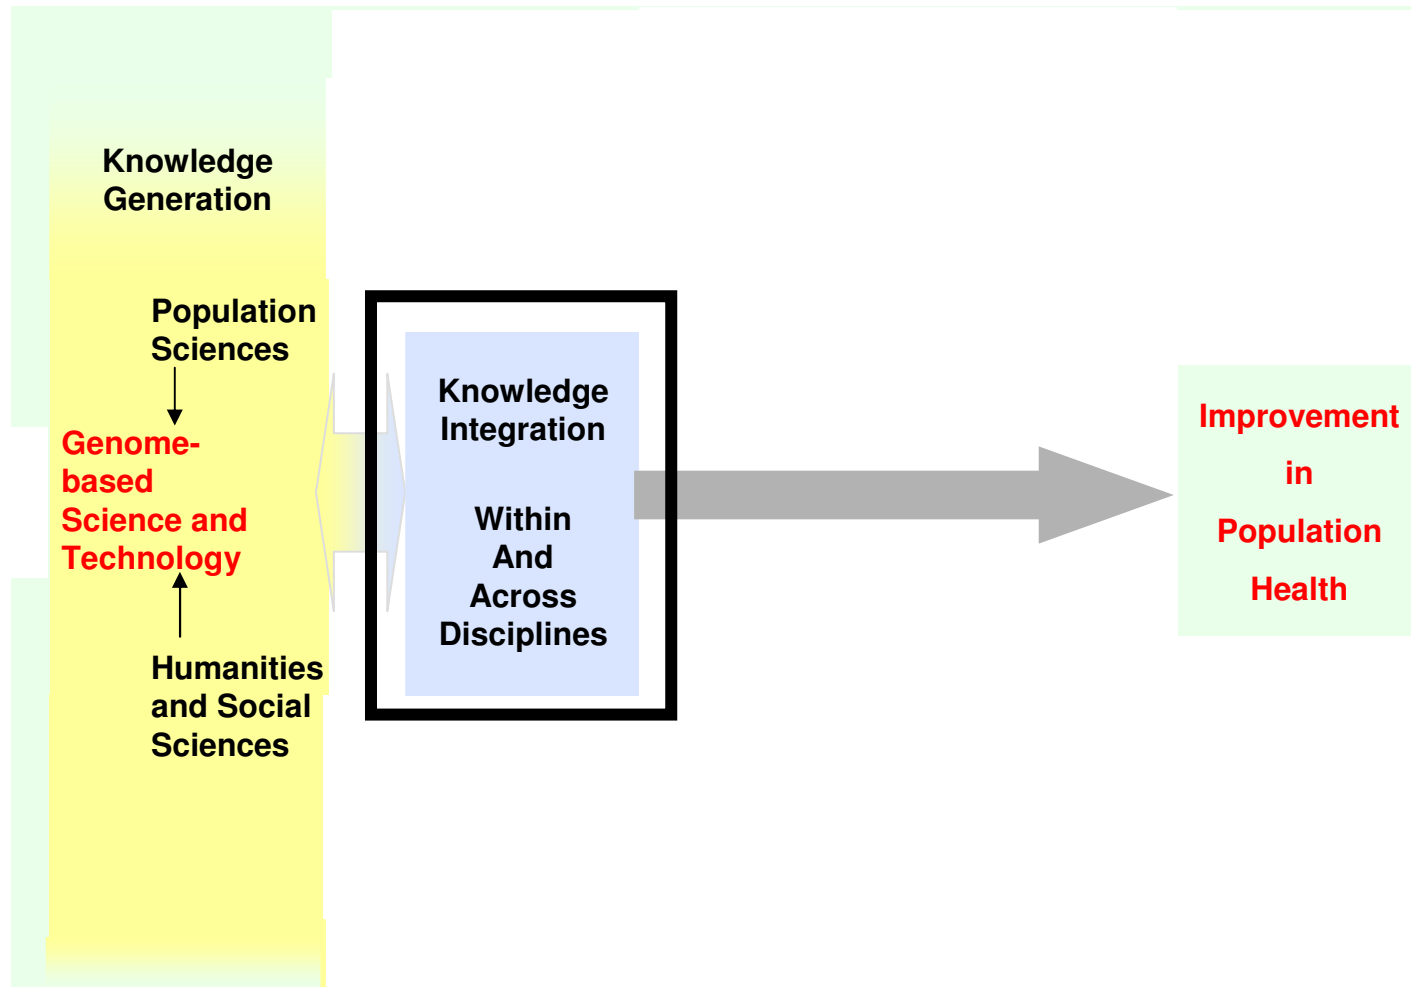 Knowledge
Generation
Population
Sciences
Genome-
based
Science and
Technology
Humanities
and Social
Sciences
Knowledge
Integration
Within
And
Across
Disciplines
Improvement
in
Population
Health